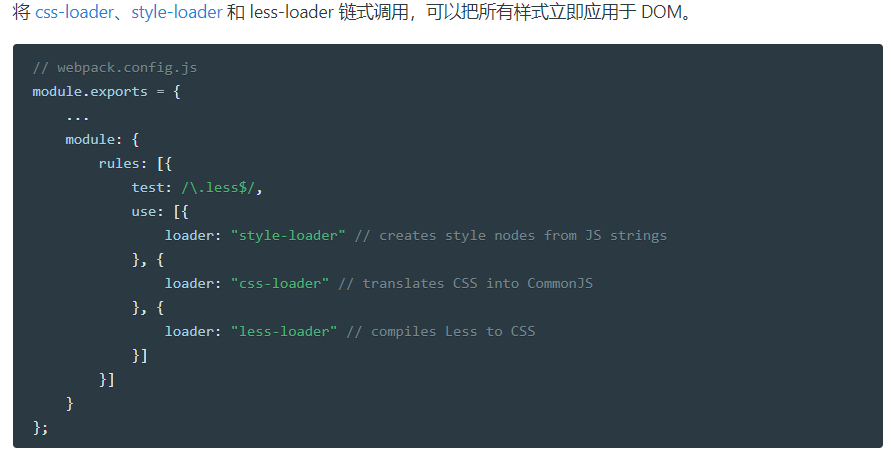 将 css-loader、style-loader 和 less-loader 链式调用，可以把所有样式立即应用于 DOM。
// webpack.config.js
module.exports = {
    ...
    module: {
        rules: [{
            test: /\.less$/,
            use: [{
                loader: "style-loader" // creates style nodes from JS strings
            }, {
                loader: "css-loader" // translates CSS into CommonJS
            }, {
                loader: "less-loader" // compiles Less to CSS
            }]
        }]
    }
};